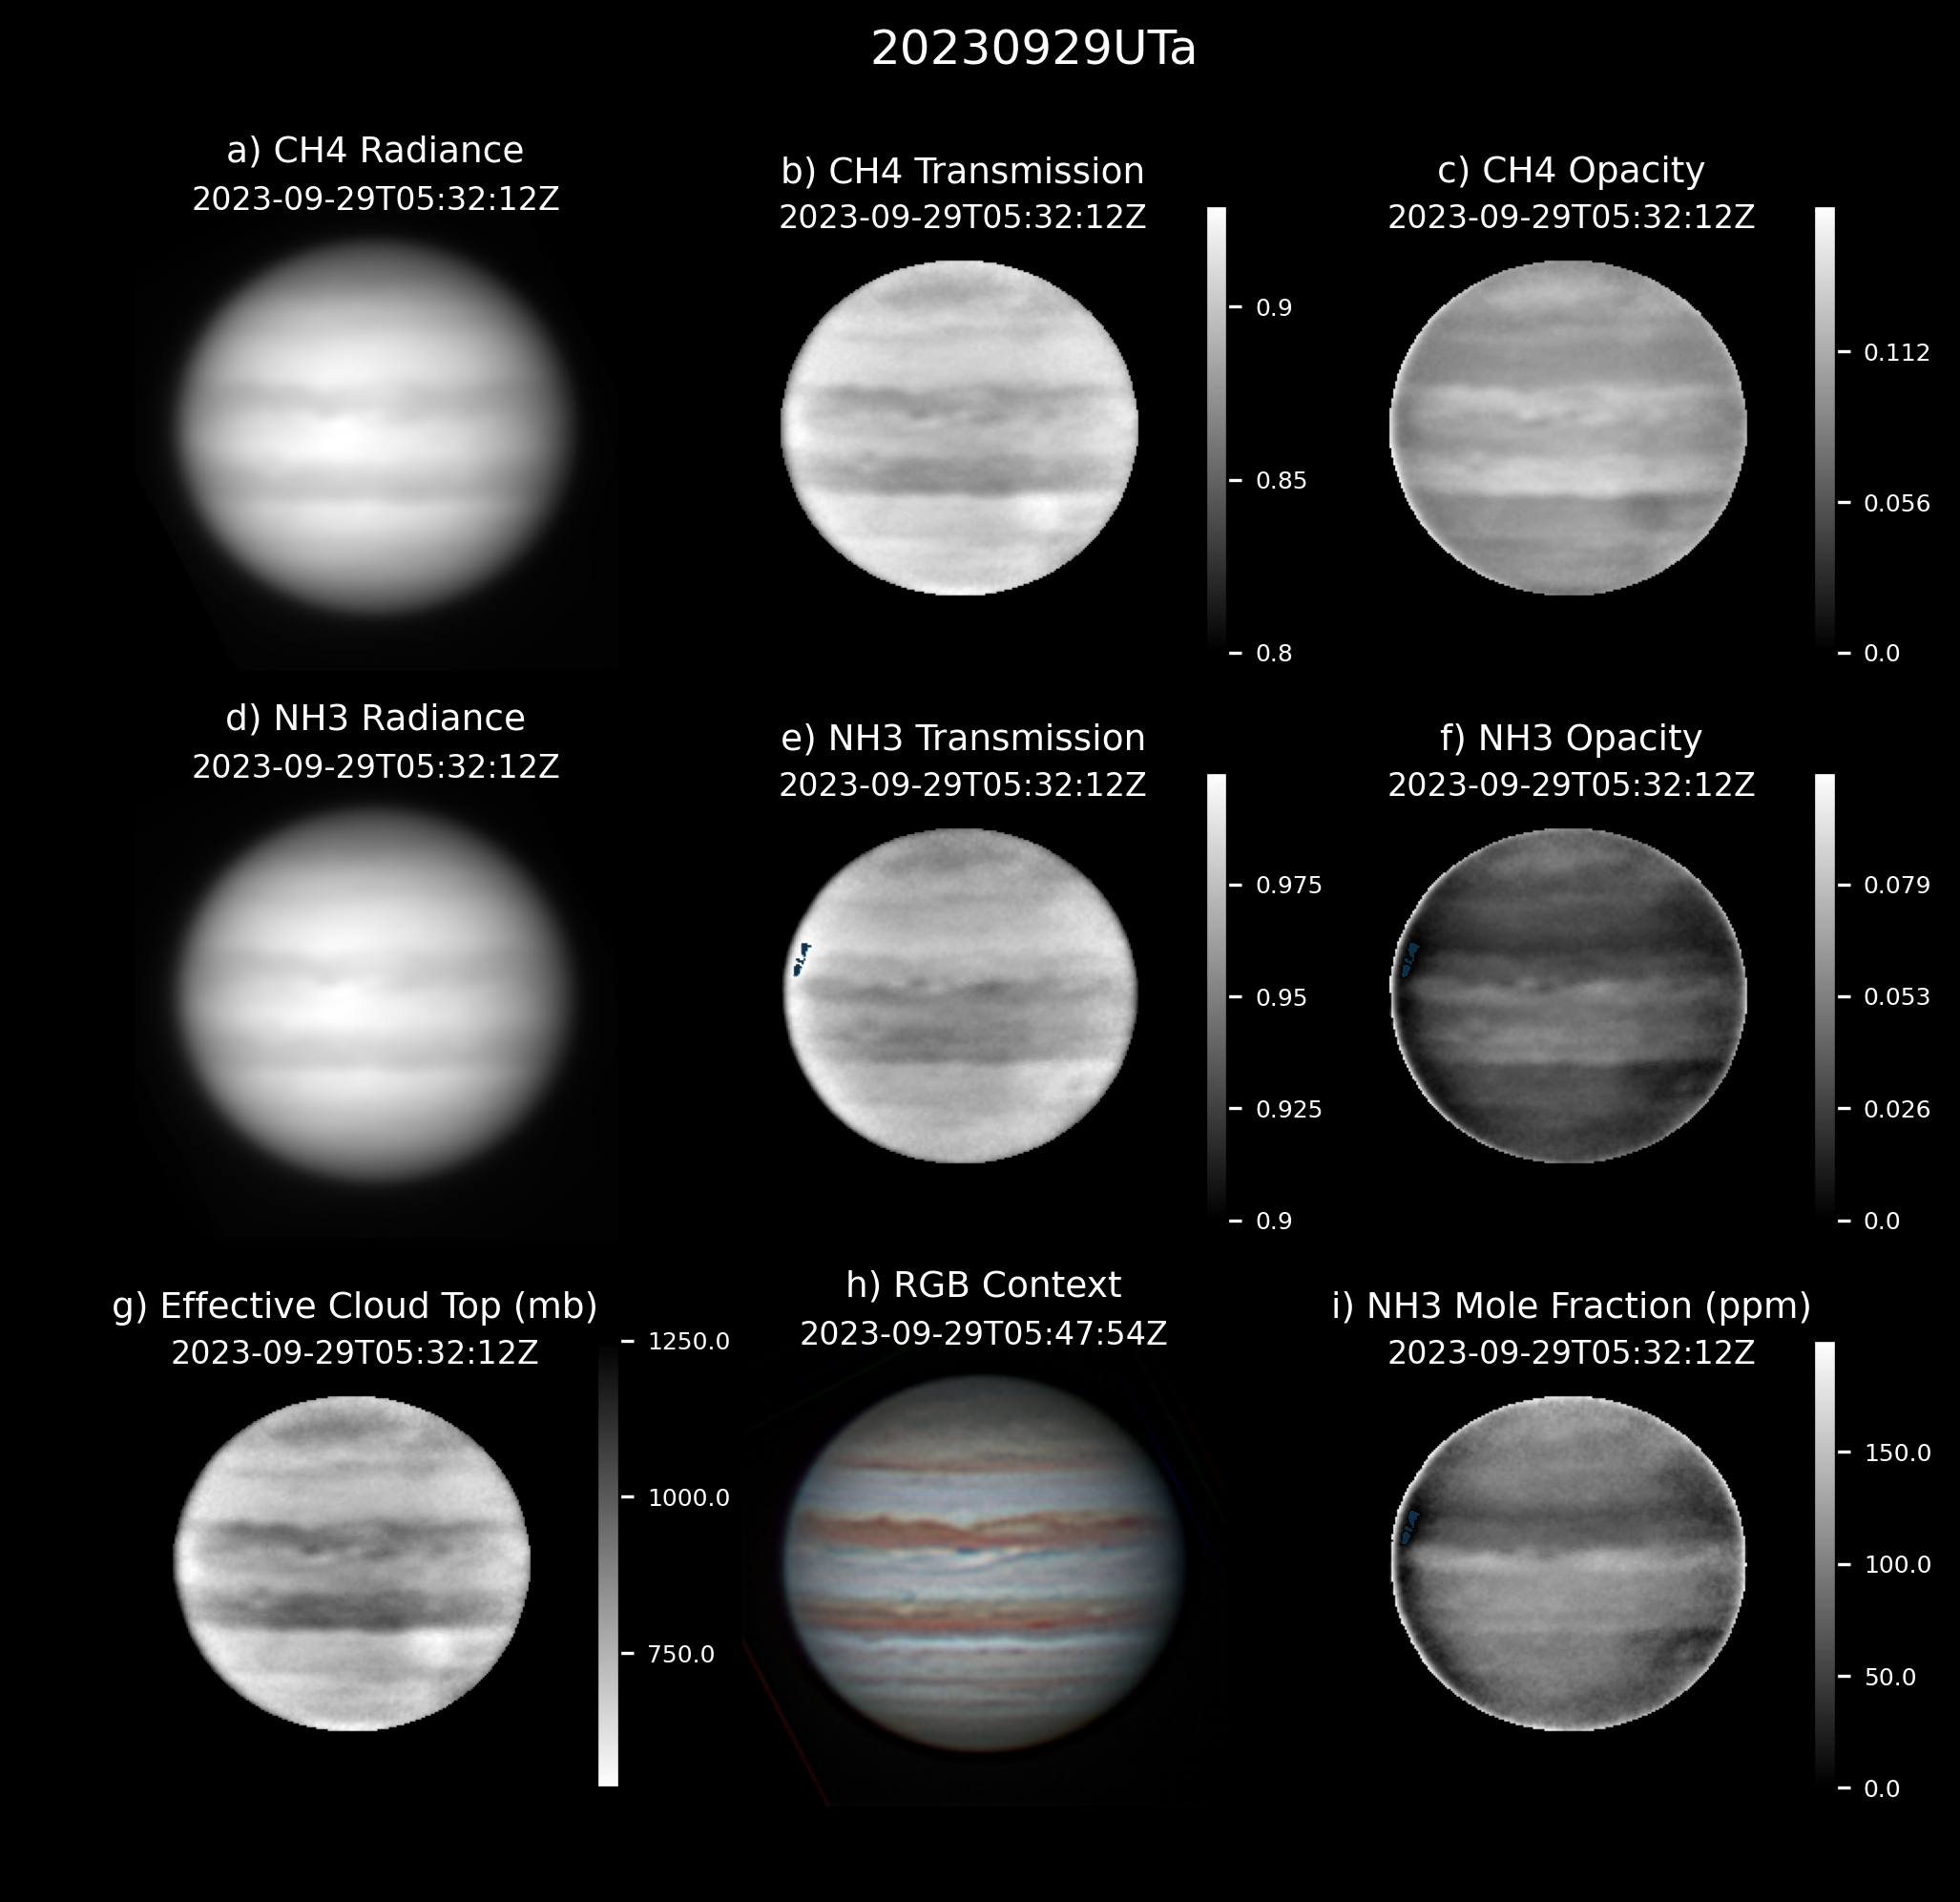 20230929UTa
a) CH4 Radiance
2023-09-29T05:32:12Z
b) CH4 Transmission
2023-09-29T05:32:12Z
0.9
0.85
0.8
c) CH4 Opacity
2023-09-29T05:32:12Z
0.112
0.056
0.0
d) NH3 Radiance
2023-09-29T05:32:12Z
e) NH3 Transmission
2023-09-29T05:32:12Z
0.975
0.95
0.925
0.9
f) NH3 Opacity
2023-09-29T05:32:12Z
0.079
0.053
0.026
0.0
g) Effective Cloud Top (mb)
2023-09-29T05:32:12Z
1250.0
1000.0
750.0
h) RGB Context
2023-09-29T05:47:54Z
i) NH3 Mole Fraction (ppm)
2023-09-29T05:32:12Z
150.0
100.0
50.0
0.0